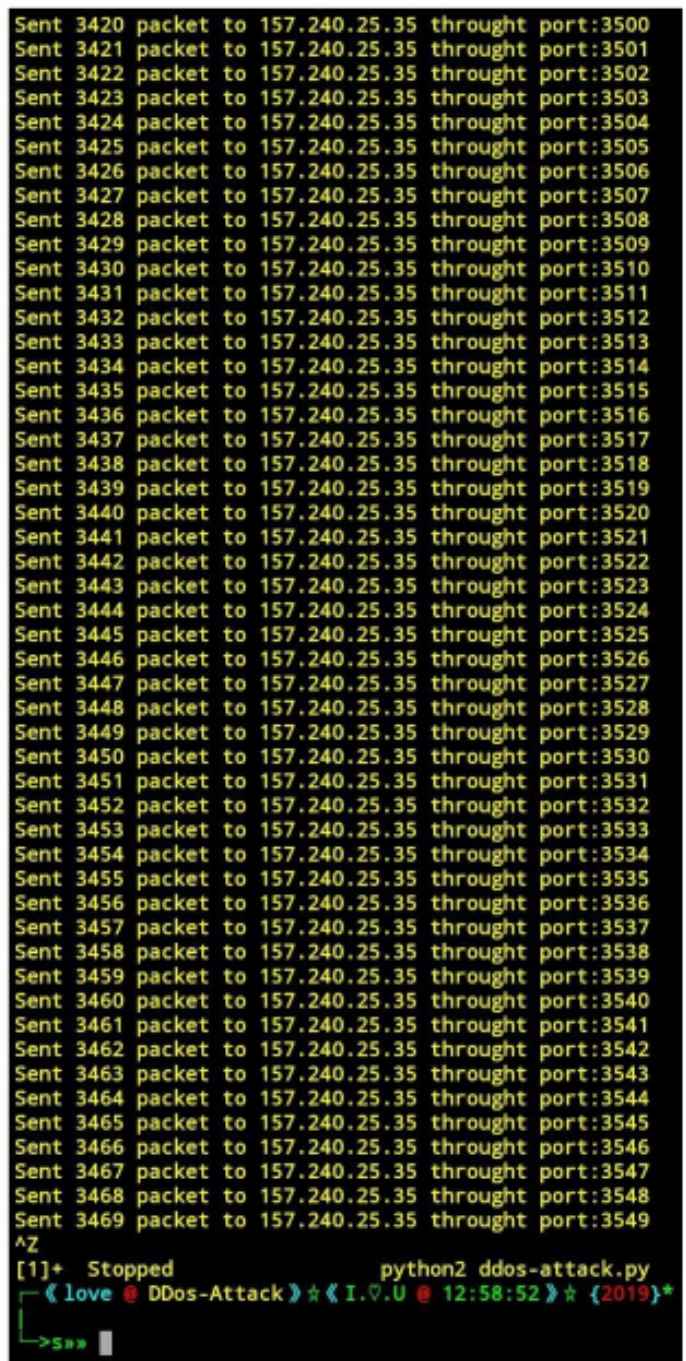 Sent 3420 packet to 157.240.25.35 throught port:3500
Sent 3421 packet to 157.240.25.35 throught port:3501
Sent 3422 packet to 157.240.25.35 throught port:3502
Sent 3423 packet to 157.240.25.35 throught port:3503
Sent 3424 packet to 157.240.25.35 throught port:3504
Sent 3425 packet to 157.240.25.35 throught port:3505
Sent 3426 packet to 157.240.25.35 throught port:3506
Sent 3427 packet to 157.240.25.35 throught port:3507
Sent 3428 packet to 157.240.25.35 throught port:3508
Sent 3429 packet to 157.240.25.35 throught port:3509
Sent 3430 packet to 157.240.25.35 throught port:3510
Sent 3431 packet to 157.240.25.35 throught port:3511
Sent 3432 packet to 157.240.25.35 throught port:3512
Sent 3433 packet to 157.240.25.35 throught port:3513
Sent 3434 packet to 157.240.25.35 throught port:3514
Sent 3435 packet to 157.240.25.35 throught port:3515
Sent 3436 packet to 157.240.25.35 throught port:3516
Sent 3437 packet to 157.240.25.35 throught port:3517
Sent 3438 packet to 157.240.25.35 throught port:3518
Sent 3439 packet to 157.240.25.35 throught port:3519
Sent 3440 packet to 157.240.25.35 throught port:3520
Sent 3441 packet to 157.240.25.35 throught port:3521
Sent 3442 packet to 157.240.25.35 throught port:3522
Sent 3443 packet to 157.240.25.35 throught port:3523
Sent 3444 packet to 157.240.25.35 throught port:3524
Sent 3445 packet to 157.240.25.35 throught port:3525
Sent 3446 packet to 157.240.25.35 throught port:3526
Sent 3447 packet to 157.240.25.35 throught port:3527
Sent 3448 packet to 157.240.25.35 throught port:3528
Sent 3449 packet to 157.240.25.35 throught port:3529
Sent 3450 packet to 157.240.25.35 throught port:3530
Sent 3451 packet to 157.240.25.35 throught port:3531
Sent 3452 packet to 157.240.25.35 throught port:3532
Sent 3453 packet to 157.240.25.35 throught port:3533
Sent 3454 packet to 157.240.25.35 throught port:3534
Sent 3455 packet to 157.240.25.35 throught port:3535
Sent 3456 packet to 157.240.25.35 throught port:3536
Sent 3457 packet to 157.240.25.35 throught port:3537
Sent 3458 packet to 157.240.25.35 throught port:3538
Sent 3459 packet to 157.240.25.35 throught port:3539
Sent 3460 packet to 157.240.25.35 throught port:3540
Sent 3461 packet to 157.240.25.35 throught port:3541
Sent 3462 packet to 157.240.25.35 throught port:3542
Sent 3463 packet to 157.240.25.35 throught port:3543
Sent 3464 packet to 157.240.25.35 throught port:3544
Sent 3465 packet to 157.240.25.35 throught port:3545
Sent 3466 packet to 157.240.25.35 throught port:3546
Sent 3467 packet to 157.240.25.35 throught port:3547
Sent 3468 packet to 157.240.25.35 throught port:3548
Sent 3469 packet to 157.240.25.35 throught port:3549
^Z
[1]+  Stopped                 python2 ddos-attack.py
┌─《love @ DDos-Attack》☆《I.♡.U @ 12:58:52》☆ {2019}*
└─>s»»